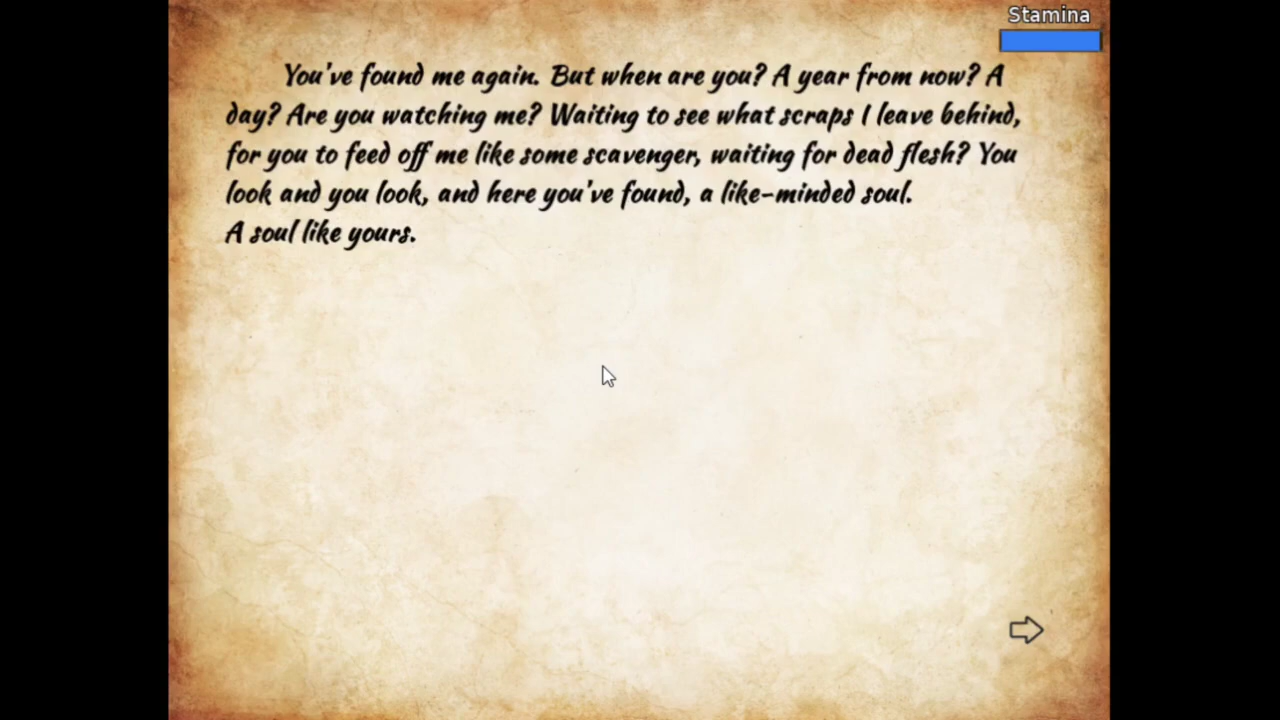 Stamina
You've found me again. But when are you? A year from now? A
day? Are you watching me? Waiting to see what scraps I leave behind,
for you to feed off me like some scavenger, waiting for dead flesh? You
look and you look, and here you've found, a like-minded soul.
A soul like yours.